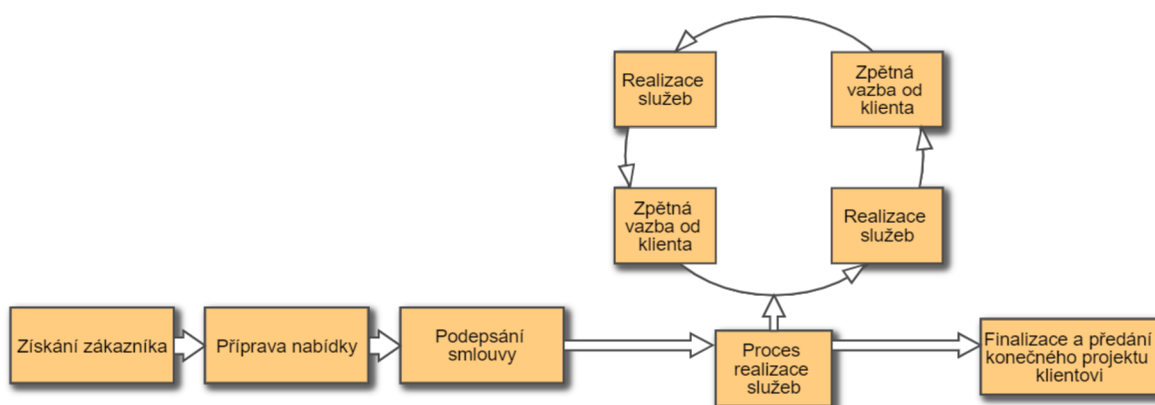 Realizace
služeb
Zpětná
vazba od
klienta
Zpětná
vazba od
klienta
Realizace
služeb
Získání zákazníka
Příprava nabídky
Podepsání
smlouvy
Proces
realizace
služeb
Finalizace a předání
konečného projektu
klientovi